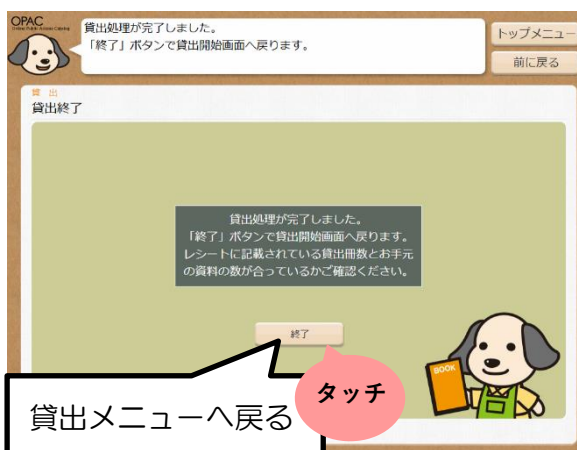 OPAC
Online Public Access Catalog
貸出処理が完了しました。
「終了」ボタンで貸出開始画面へ戻ります。
トップメニュー
前に戻る
貸 出
貸出終了
貸出処理が完了しました。
「終了」ボタンで貸出開始画面へ戻ります。
レシートに記載されている貸出冊数とお手元
の資料の数が合っているかご確認ください。
終了
タッチ
貸出メニューへ戻る
BOOK